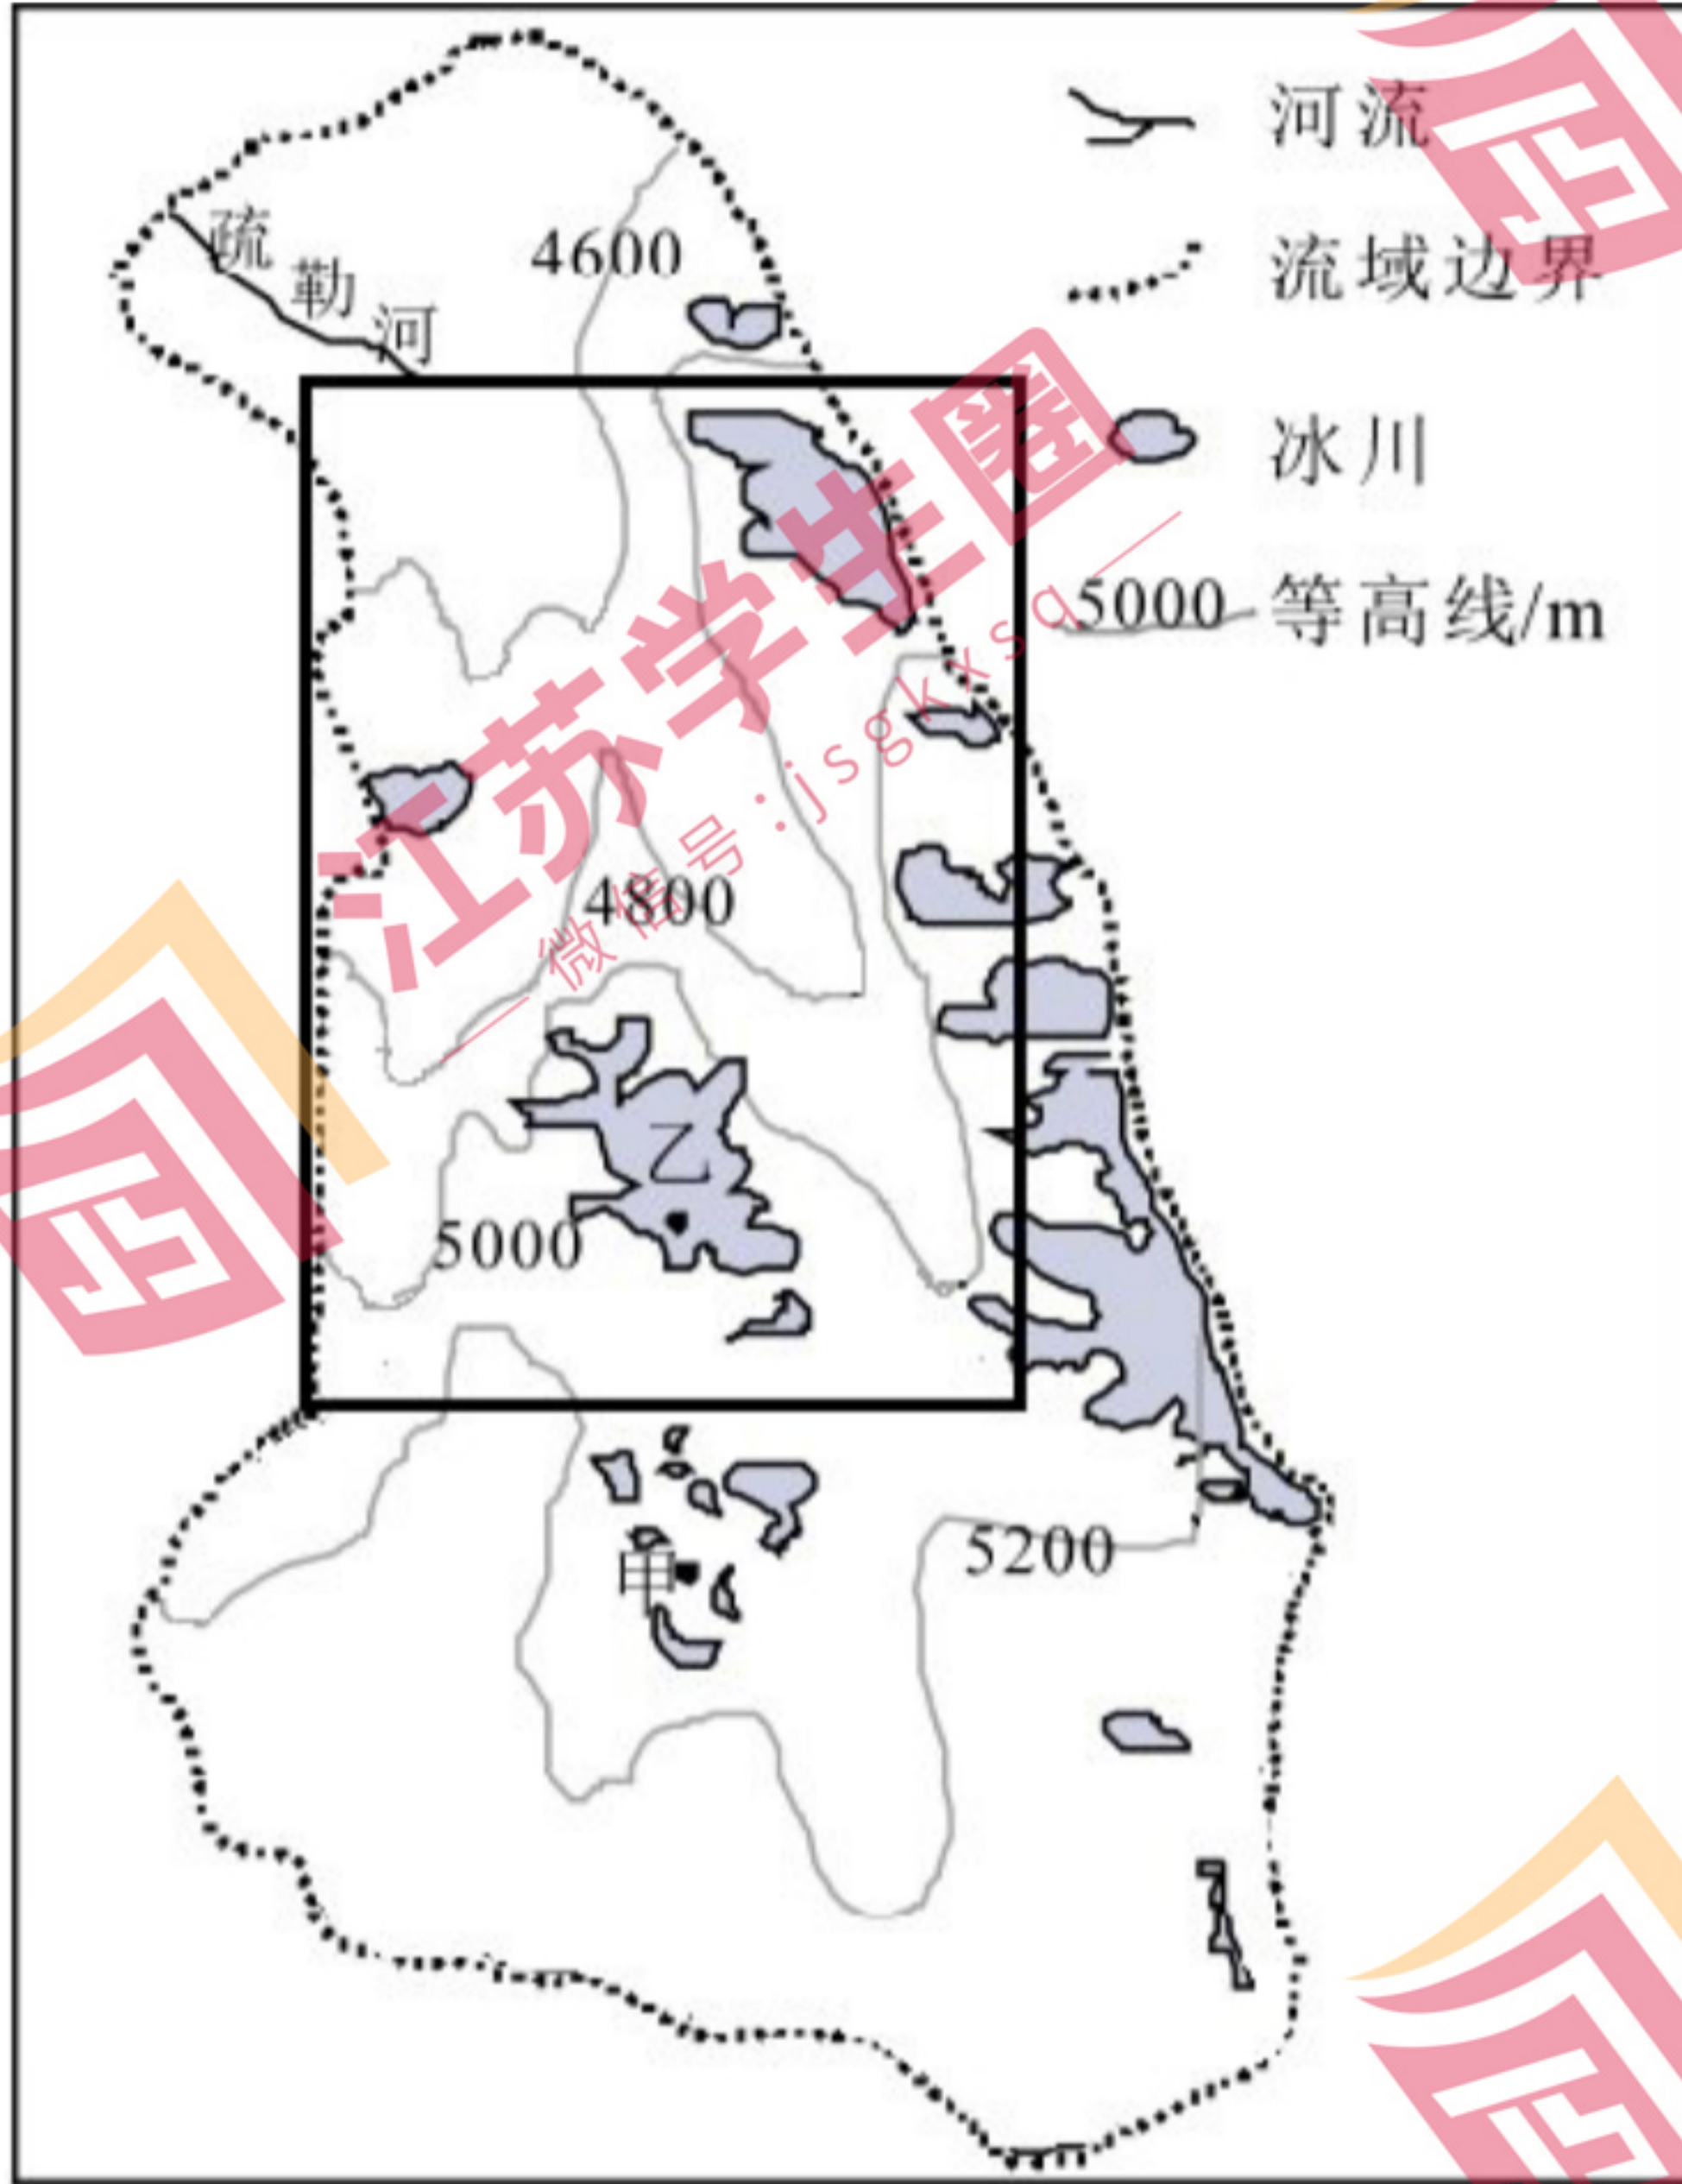 河流
流域边界
冰川
5000 等高线/m
疏勒河
4600
4800
乙
5000
5200
甲
江苏学生圈
微信号:jsgkxsq